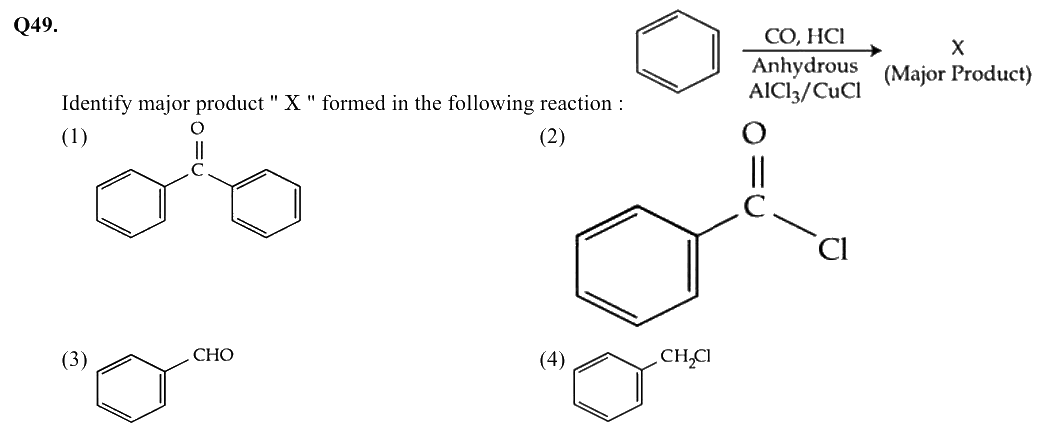 Q49.
CO, HCl
Anhydrous
AlCl₃/CuCl
X
(Major Product)
Identify major product " X " formed in the following reaction :
(1)
O
C
(2)
O
C
Cl
(3)
CHO
(4)
CH₂Cl